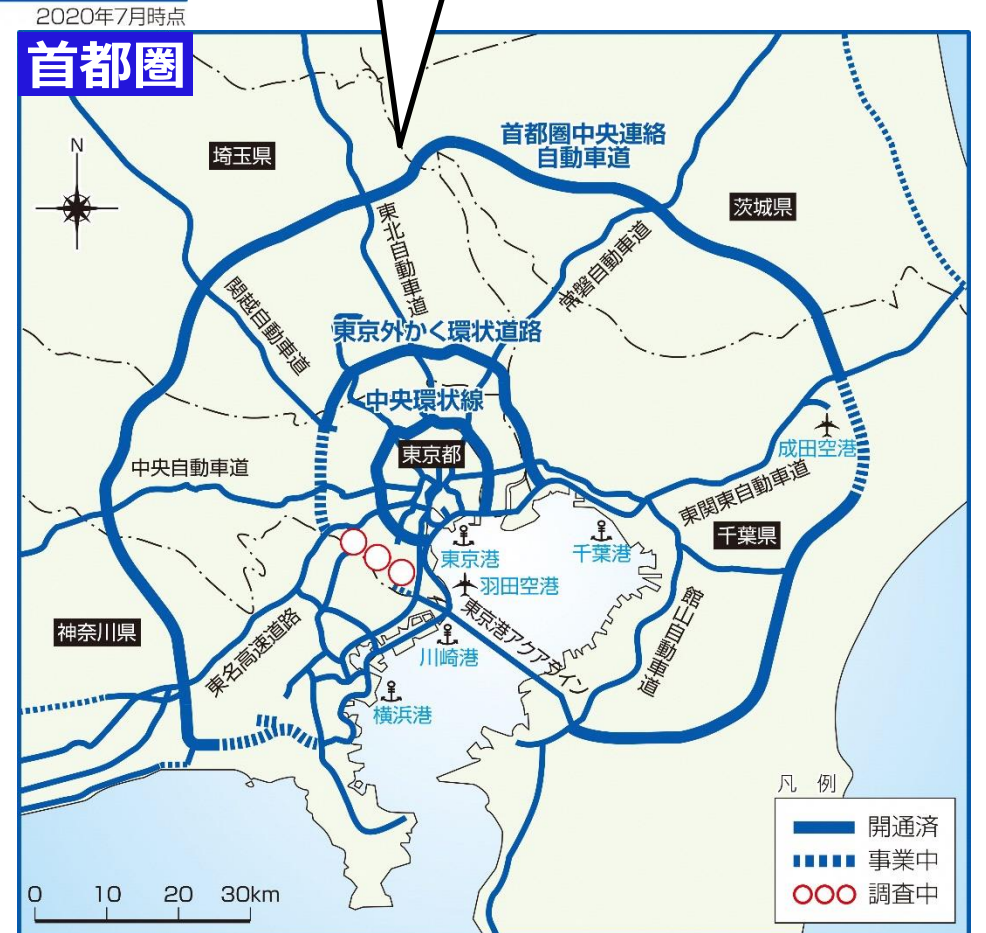 2020年7月時点
首都圏
N
埼玉県
首都圏中央連絡
自動車道
茨城県
東北自動車道
常磐自動車道
関越自動車道
東京外かく環状道路
中央環状線
東京都
中央自動車道
成田空港
東関東自動車道
千葉県
東京港
千葉港
羽田空港
東京港アクアライン
館山自動車道
神奈川県
東名高速道路
川崎港
横浜港
凡 例
開通済
事業中
調査中
0 10 20 30km